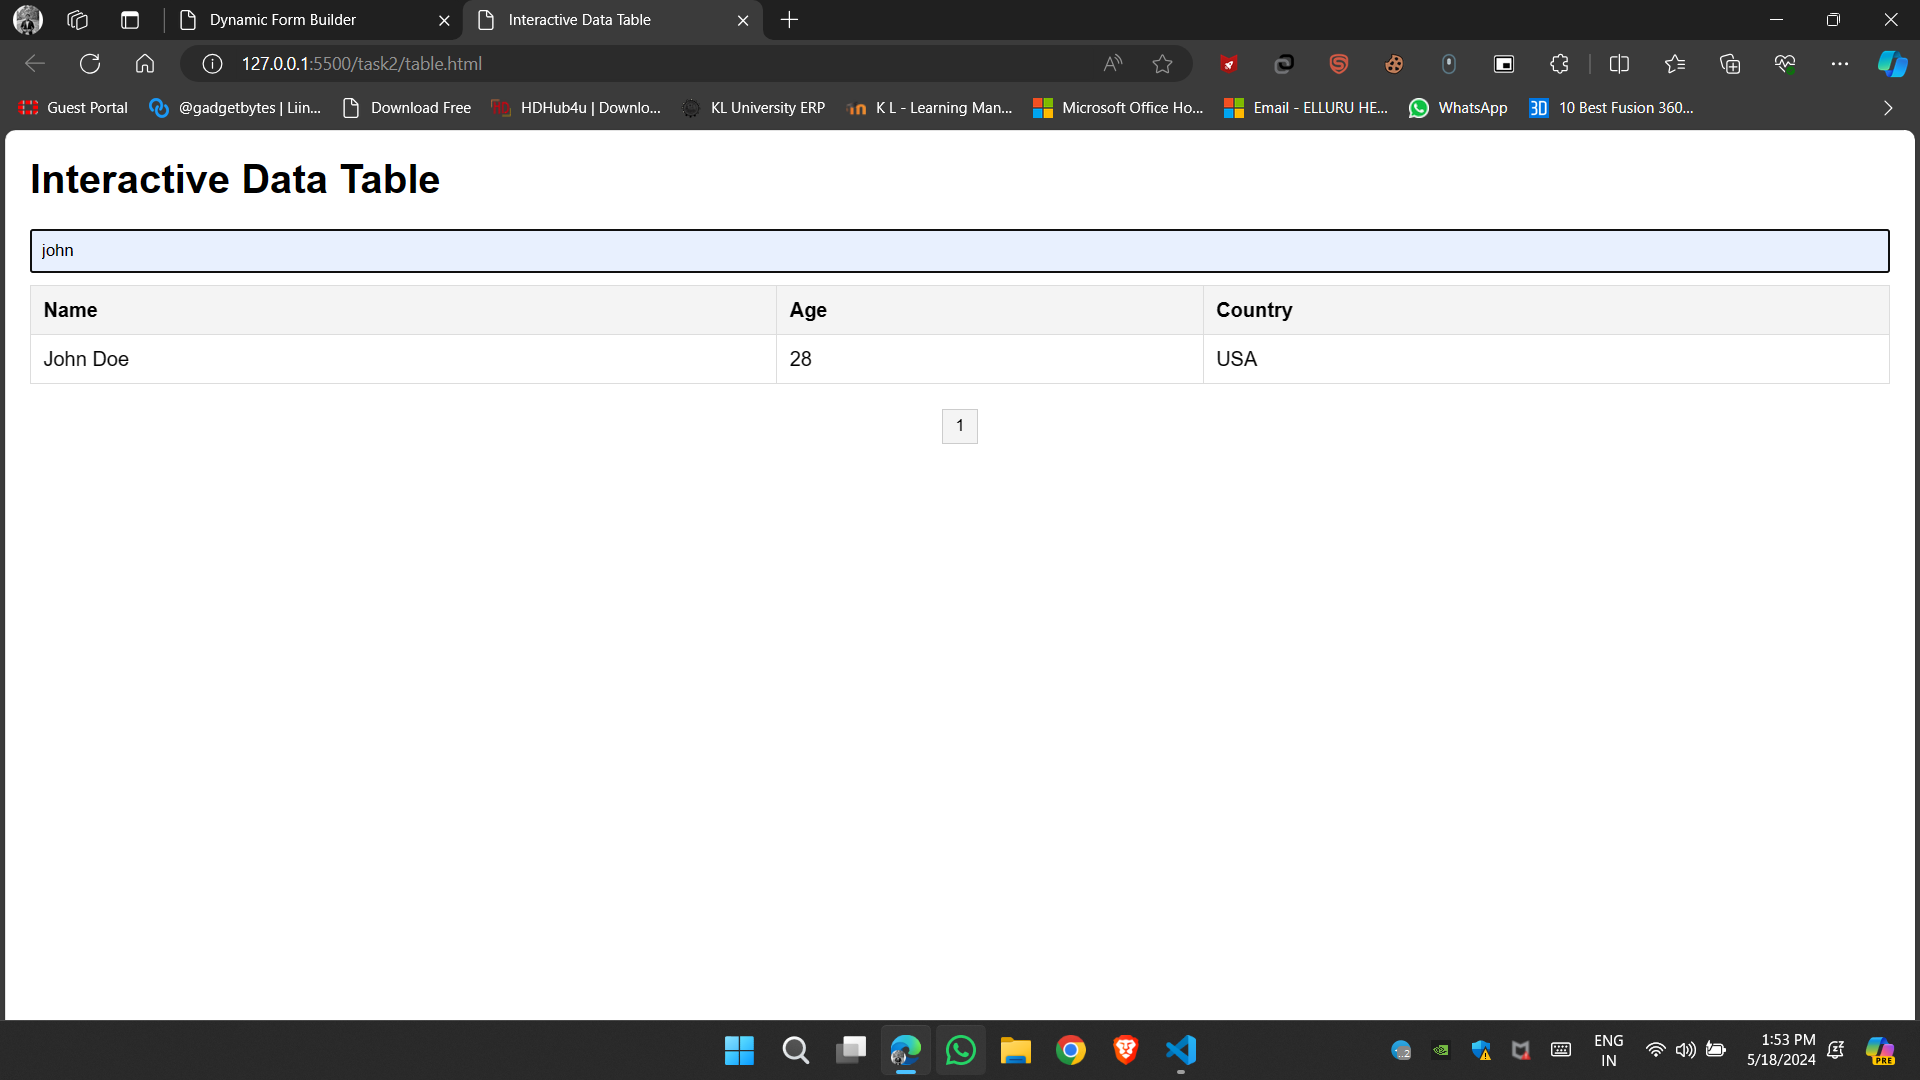 Dynamic Form Builder
Interactive Data Table
127.0.0.1:5500/task2/table.html
Guest Portal
@gadgetbytes | Liin...
Download Free
HDHub4u | Downlo...
KL University ERP
K L - Learning Man...
Microsoft Office Ho...
Email - ELLURU HE...
WhatsApp
3D
10 Best Fusion 360...
Interactive Data Table
john
Name Age Country
John Doe 28 USA
1
ENG
IN
1:53 PM
5/18/2024
PRE